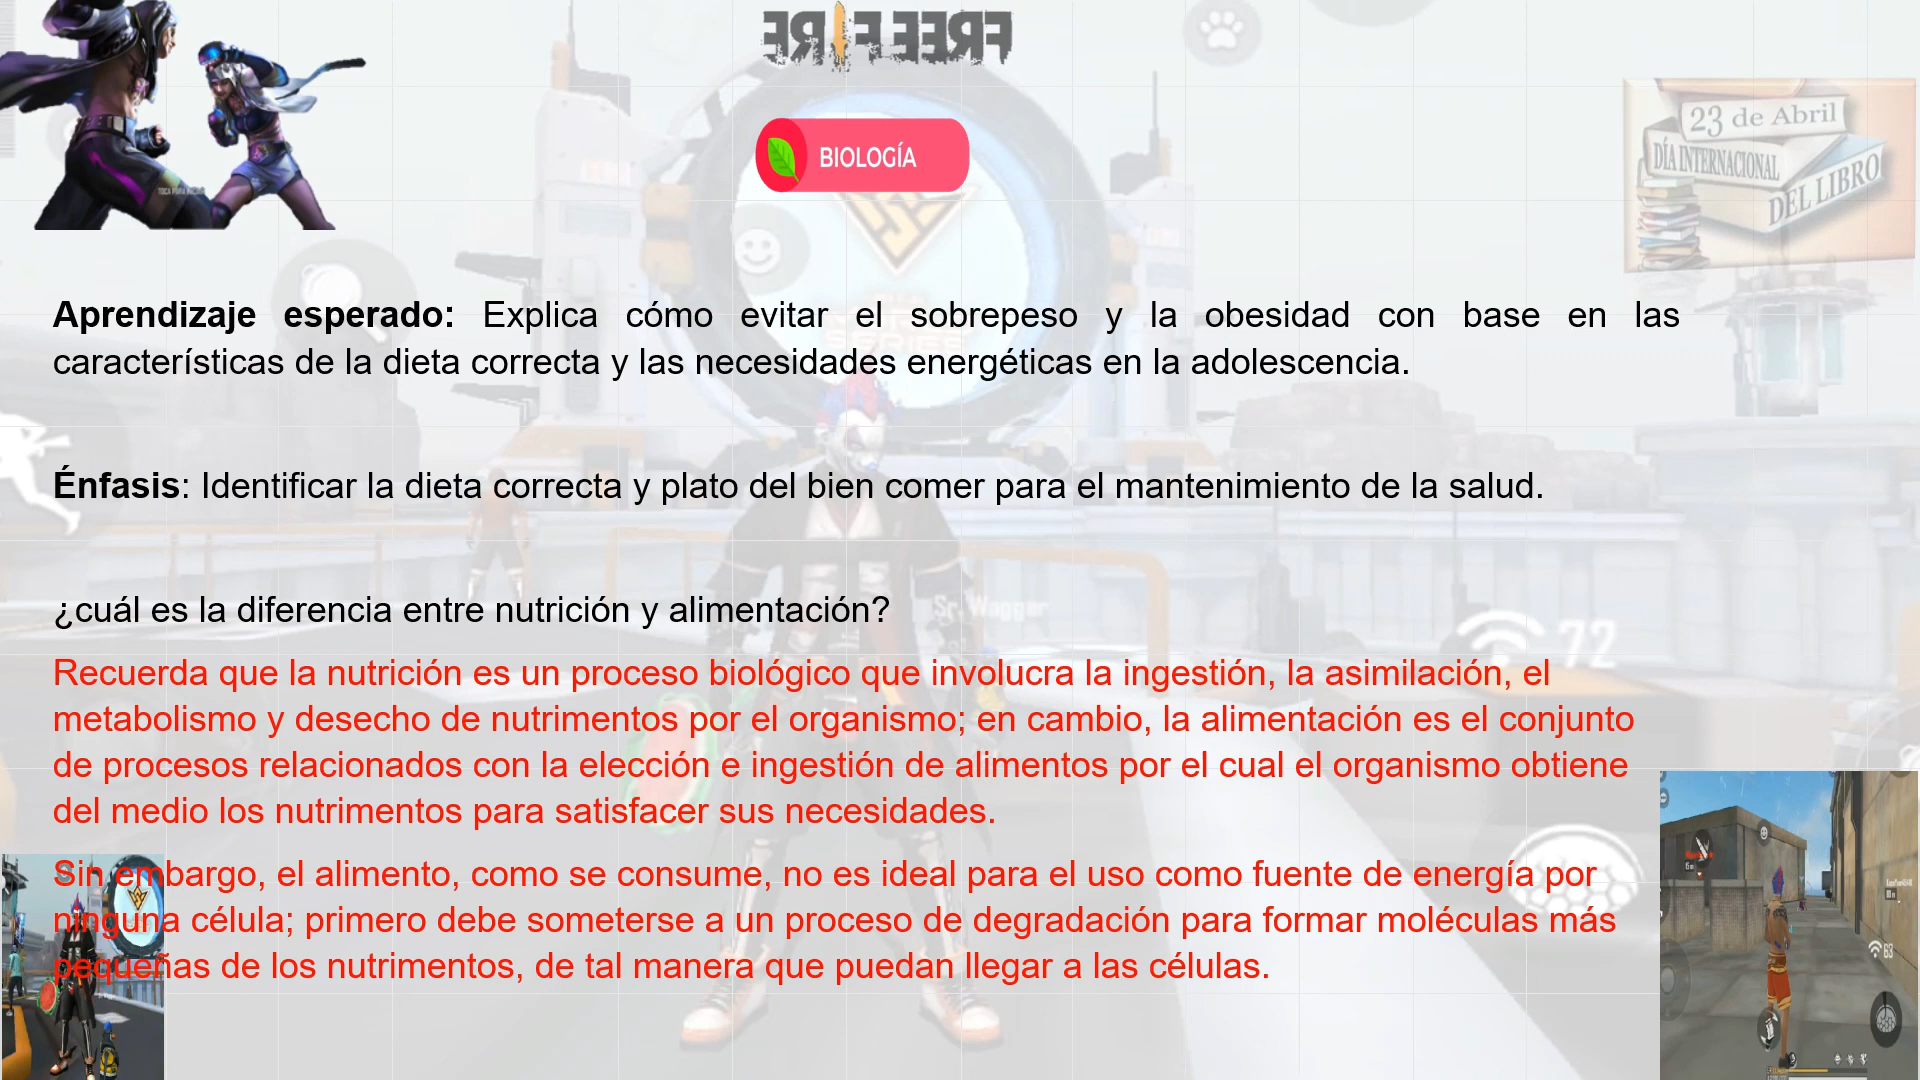 FREE FIRE
BIOLOGÍA
23 de Abril
DÍA INTERNACIONAL
DEL LIBRO
Aprendizaje esperado: Explica cómo evitar el sobrepeso y la obesidad con base en las
características de la dieta correcta y las necesidades energéticas en la adolescencia.
Énfasis: Identificar la dieta correcta y plato del bien comer para el mantenimiento de la salud.
¿cuál es la diferencia entre nutrición y alimentación?
Sr.Wagger
72
Recuerda que la nutrición es un proceso biológico que involucra la ingestión, la asimilación, el
metabolismo y desecho de nutrimentos por el organismo; en cambio, la alimentación es el conjunto
de procesos relacionados con la elección e ingestión de alimentos por el cual el organismo obtiene
del medio los nutrimentos para satisfacer sus necesidades.
Sin embargo, el alimento, como se consume, no es ideal para el uso como fuente de energía por
ninguna célula; primero debe someterse a un proceso de degradación para formar moléculas más
pequeñas de los nutrimentos, de tal manera que puedan llegar a las células.
63